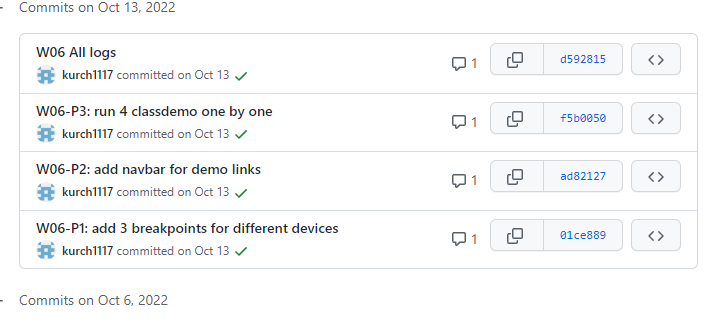 Commits on Oct 13, 2022
W06 All logs
kurch1117 committed on Oct 13
1
d592815
W06-P3: run 4 classdemo one by one
kurch1117 committed on Oct 13
1
f5b0050
W06-P2: add navbar for demo links
kurch1117 committed on Oct 13
1
ad82127
W06-P1: add 3 breakpoints for different devices
kurch1117 committed on Oct 13
1
01ce889
Commits on Oct 6, 2022